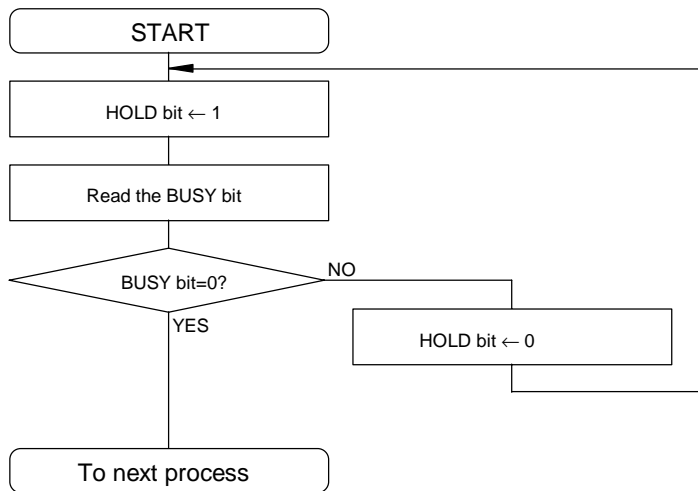 START
HOLD bit ← 1
Read the BUSY bit
BUSY bit=0?
NO
YES
HOLD bit ← 0
To next process